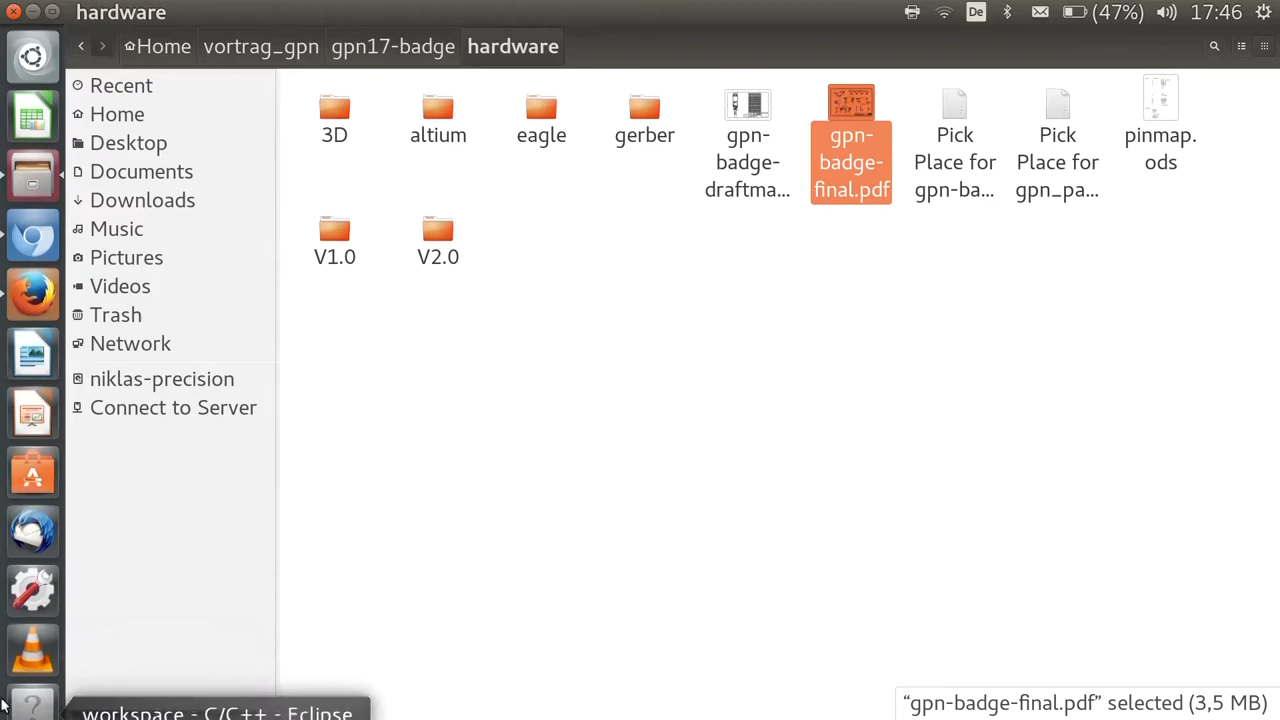 hardware
De
(47%)
17:46
Home
vortrag_gpn
gpn17-badge
hardware
Recent
Home
Desktop
Documents
Downloads
Music
Pictures
Videos
Trash
Network
niklas-precision
Connect to Server
3D
altium
eagle
gerber
gpn-
badge-
draftma...
gpn-
badge-
final.pdf
Pick
Place for
gpn-ba...
Pick
Place for
gpn_pa...
pinmap.
ods
V1.0
V2.0
workspace - C/C++ - Eclipse
“gpn-badge-final.pdf” selected (3,5 MB)